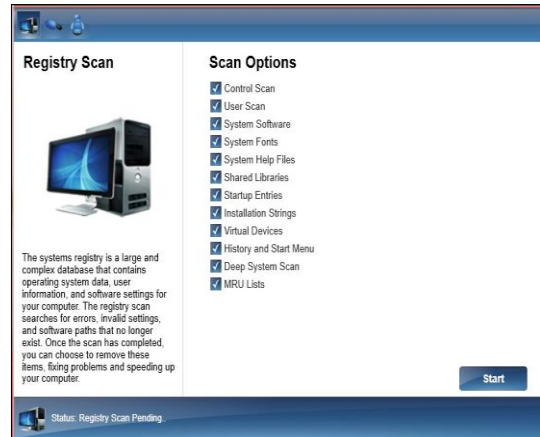 Registry Scan
The systems registry is a large and
complex database that contains
operating system data, user
information, and software settings for
your computer. The registry scan
searches for errors, invalid settings,
and software paths that no longer
exist. Once the scan has completed,
you can choose to remove these
items, fixing problems and speeding up
your computer.
Scan Options
Control Scan
User Scan
System Software
System Fonts
System Help Files
Shared Libraries
Startup Entries
Installation Strings
Virtual Devices
History and Start Menu
Deep System Scan
MRU Lists
Start
Status: Registry Scan Pending..